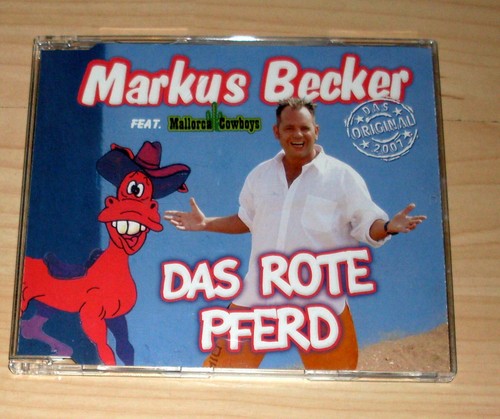 Markus Becker
FEAT. Mallorca Cowboys
DAS
ORIGINAL
2007
DAS ROTE
PFERD